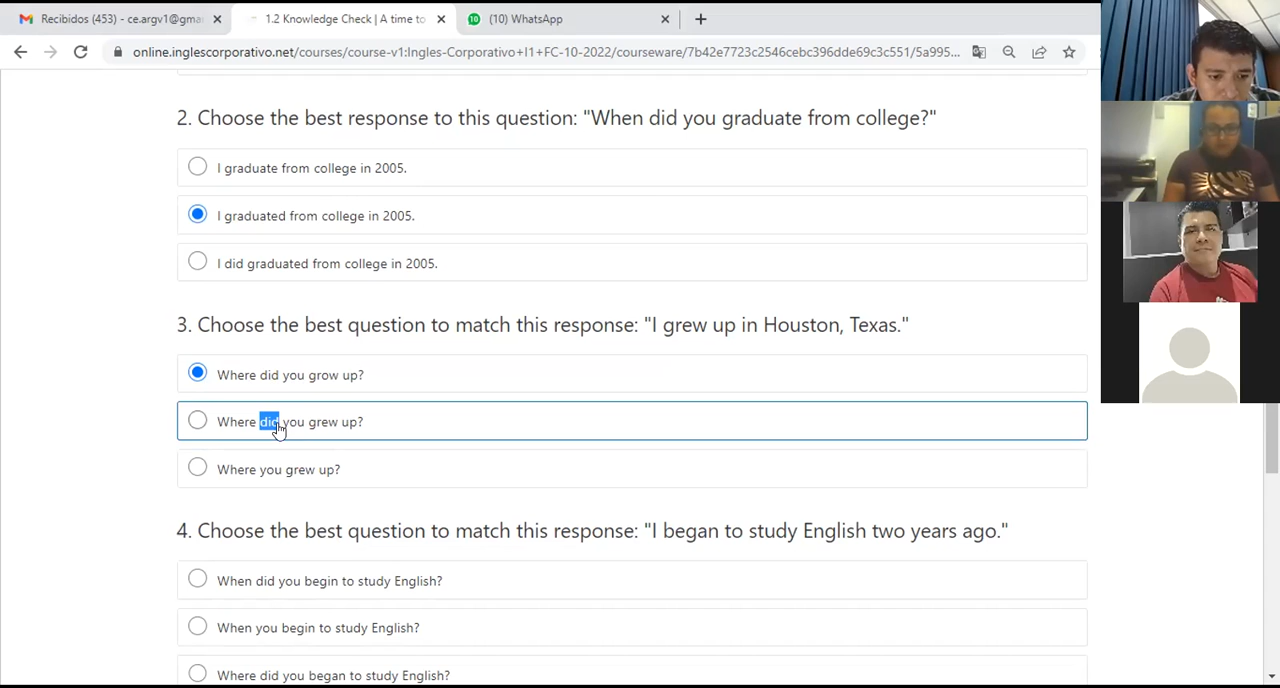 Recibidos (453) - ce.argv1@gma
1.2 Knowledge Check | A time to
10
(10) WhatsApp
online.inglescorporativo.net/courses/course-v1:Ingles-Corporativo+I1+FC-10-2022/courseware/7b42e7723c2546cebc396dde69c3c551/5a995...
2. Choose the best response to this question: "When did you graduate from college?"
I graduate from college in 2005.
I graduated from college in 2005.
I did graduated from college in 2005.
3. Choose the best question to match this response: "I grew up in Houston, Texas."
Where did you grow up?
Where did you grew up?
Where you grew up?
4. Choose the best question to match this response: "I began to study English two years ago."
When did you begin to study English?
When you begin to study English?
Where did you began to study English?